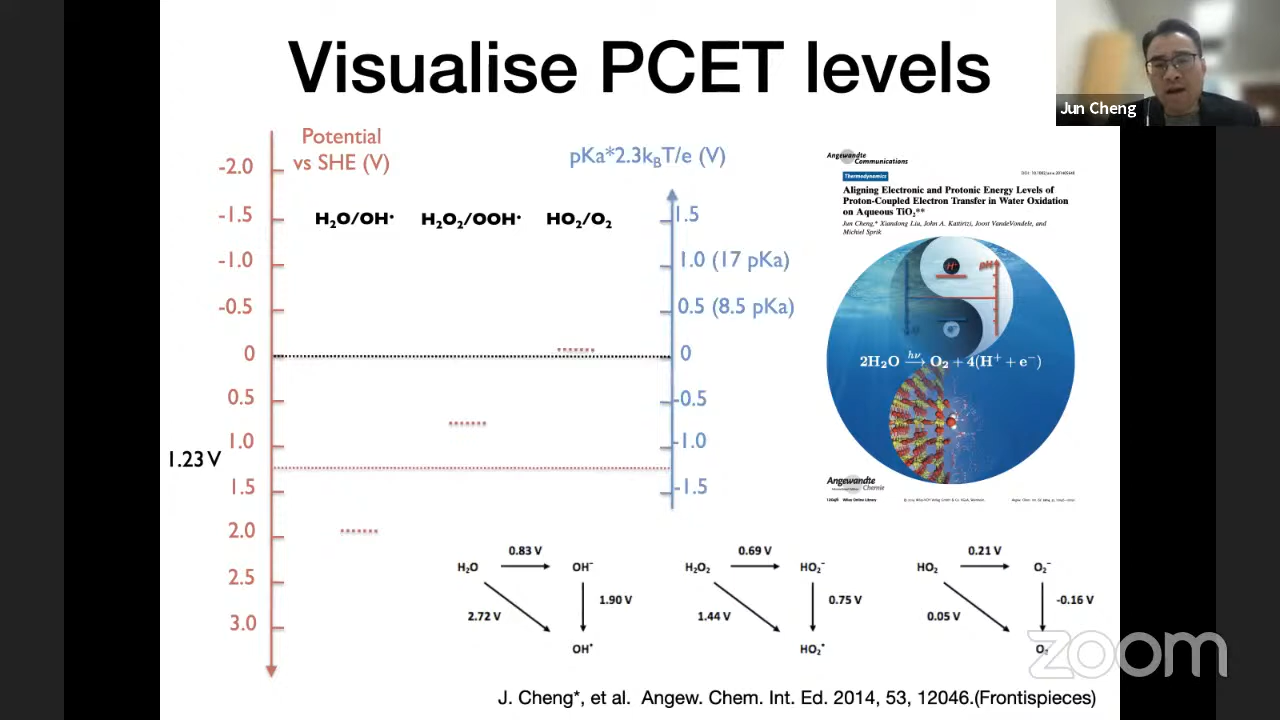 Visualise PCET levels
Jun Cheng
Potential
vs SHE (V)
pKa*2.3kBT/e (V)
-2.0
-1.5
-1.0
-0.5
0
0.5
1.0
1.23 V
1.5
2.0
2.5
3.0
H₂O/OH• H₂O₂/OOH• HO₂/O₂
1.5
1.0 (17 pKa)
0.5 (8.5 pKa)
0
-0.5
-1.0
-1.5
Angewandte
Communications
Thermodynamics
Aligning Electronic and Protonic Energy Levels of
Proton-Coupled Electron Transfer in Water Oxidation
on Aqueous TiO₂**
Jun Cheng,* Xiandong Liu, John A. Kattirtzi, Joost VandeVondele, and
Michiel Sprik
H⁺
pH
2H₂O hν→ O₂ + 4(H⁺ + e⁻)
Angewandte
Chemie
Wiley Online Library
0.83 V
H₂O OH⁻
2.72 V 1.90 V
OH•
0.69 V
H₂O₂ HO₂⁻
1.44 V 0.75 V
HO₂•
0.21 V
HO₂ O₂⁻
0.05 V -0.16 V
O₂
zoom
J. Cheng*, et al. Angew. Chem. Int. Ed. 2014, 53, 12046.(Frontispieces)